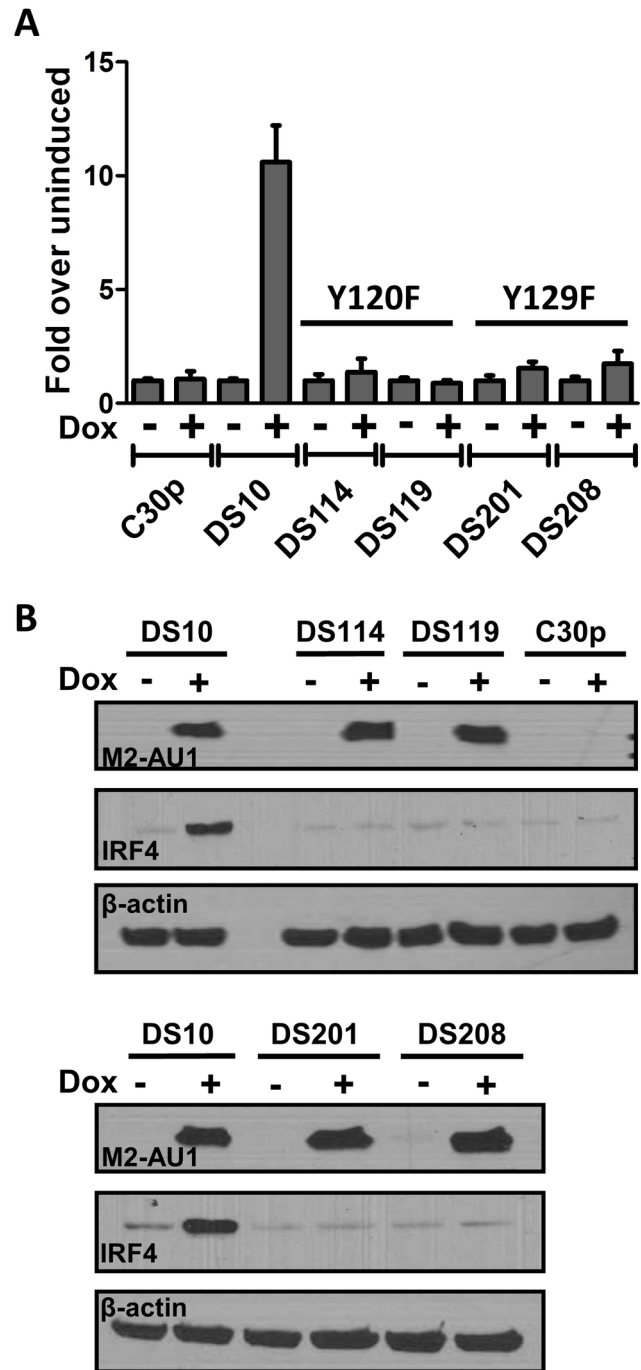 A
Fold over uninduced
15
10
5
0
Y120F Y129F
Dox - + - + - + - + - + - +
C30p DS10 DS114 DS119 DS201 DS208
B
DS10 DS114 DS119 C30p
Dox - + - + - + - +
M2-AU1
IRF4
β-actin
DS10 DS201 DS208
Dox - + - + - +
M2-AU1
IRF4
β-actin